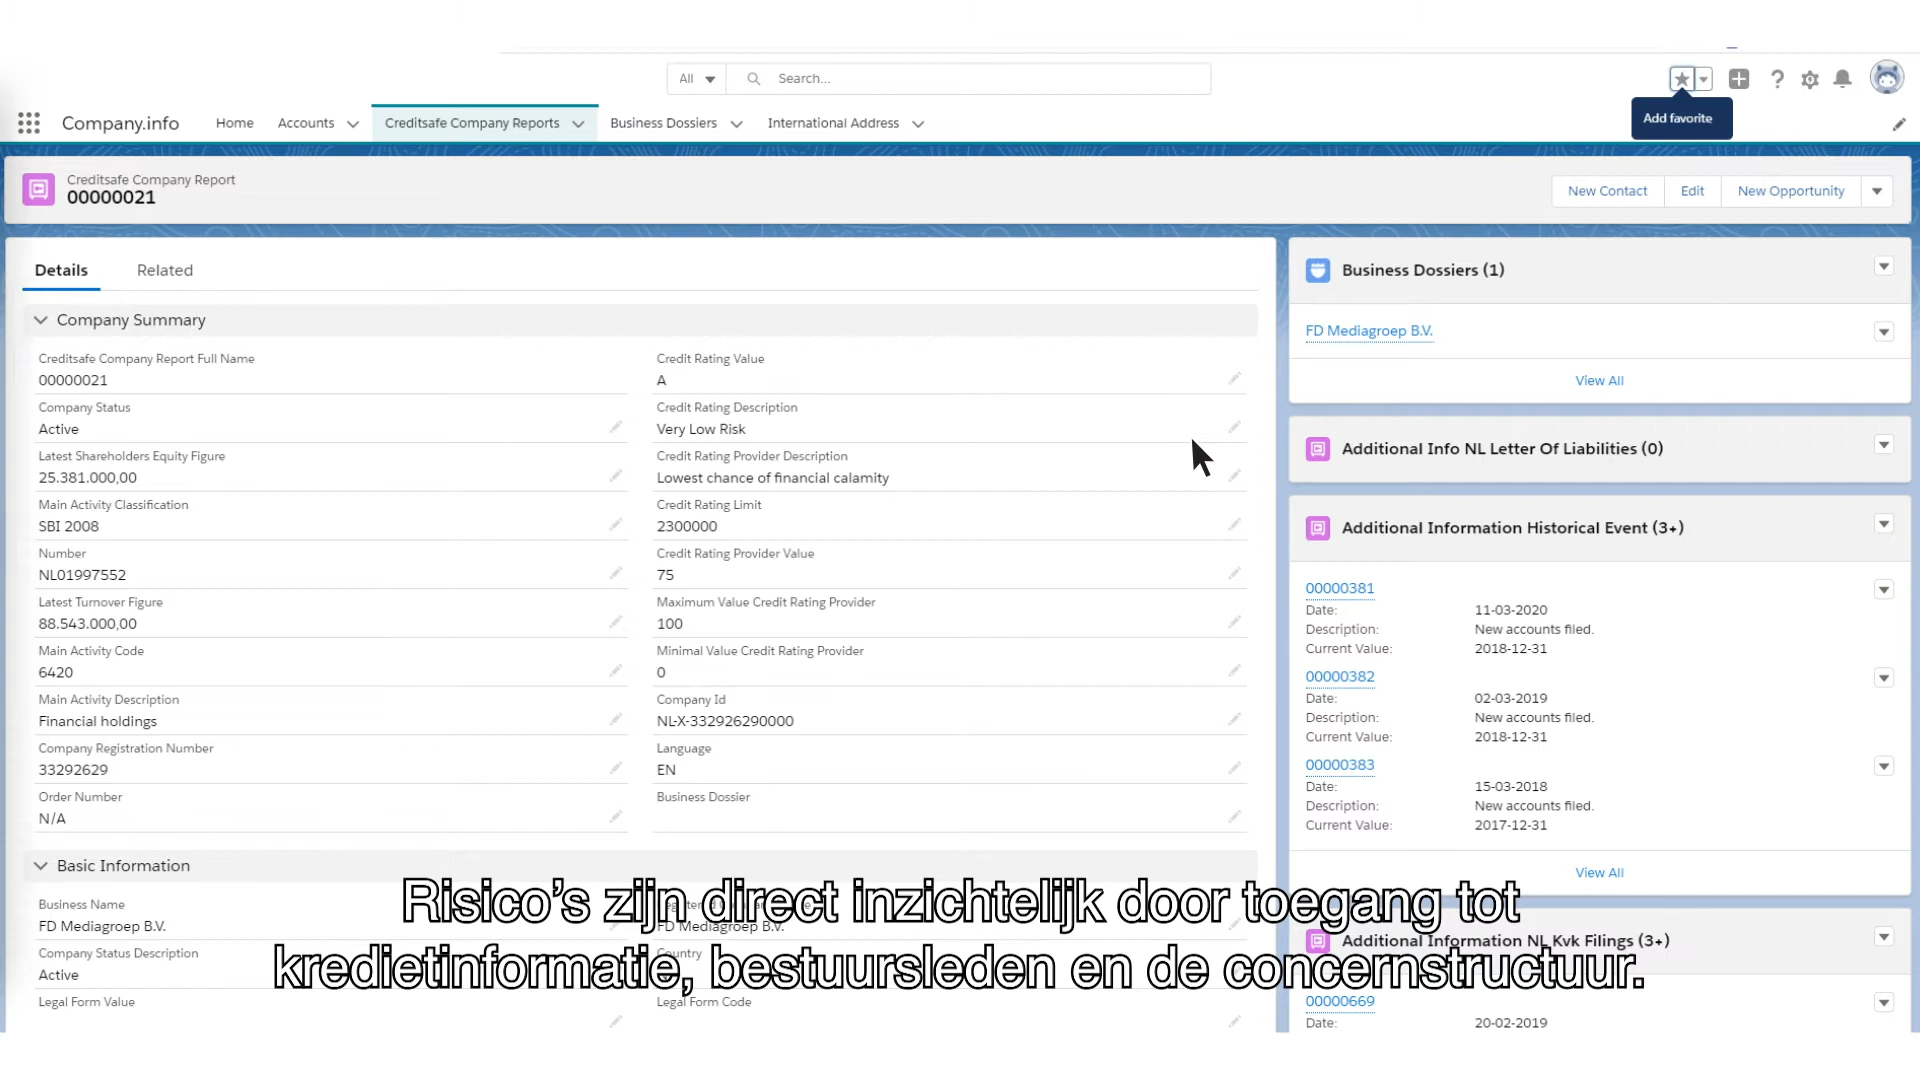 All
Search...
Add favorite
Company.info
Home
Accounts
Creditsafe Company Reports
Business Dossiers
International Address
Creditsafe Company Report
00000021
New Contact
Edit
New Opportunity
Details
Related
Company Summary
Creditsafe Company Report Full Name
00000021
Company Status
Active
Latest Shareholders Equity Figure
25.381.000,00
Main Activity Classification
SBI 2008
Number
NL01997552
Latest Turnover Figure
88.543.000,00
Main Activity Code
6420
Main Activity Description
Financial holdings
Company Registration Number
33292629
Order Number
N/A
Credit Rating Value
A
Credit Rating Description
Very Low Risk
Credit Rating Provider Description
Lowest chance of financial calamity
Credit Rating Limit
2300000
Credit Rating Provider Value
75
Maximum Value Credit Rating Provider
100
Minimal Value Credit Rating Provider
0
Company Id
NL-X-332926290000
Language
EN
Business Dossier
Basic Information
Business Name
FD Mediagroep B.V.
Company Status Description
Active
Legal Form Value
FD Mediagroep B.V.
Country
Legal Form Code
Business Dossiers (1)
FD Mediagroep B.V.
View All
Additional Info NL Letter Of Liabilities (0)
Additional Information Historical Event (3+)
00000381
Date: 11-03-2020
Description: New accounts filed.
Current Value: 2018-12-31
00000382
Date: 02-03-2019
Description: New accounts filed.
Current Value: 2018-12-31
00000383
Date: 15-03-2018
Description: New accounts filed.
Current Value: 2017-12-31
View All
Additional Information NL Kvk Filings (3+)
00000669
Date: 20-02-2019
Risico's zijn direct inzichtelijk door toegang tot
kredietinformatie, bestuursleden en de concernstructuur.